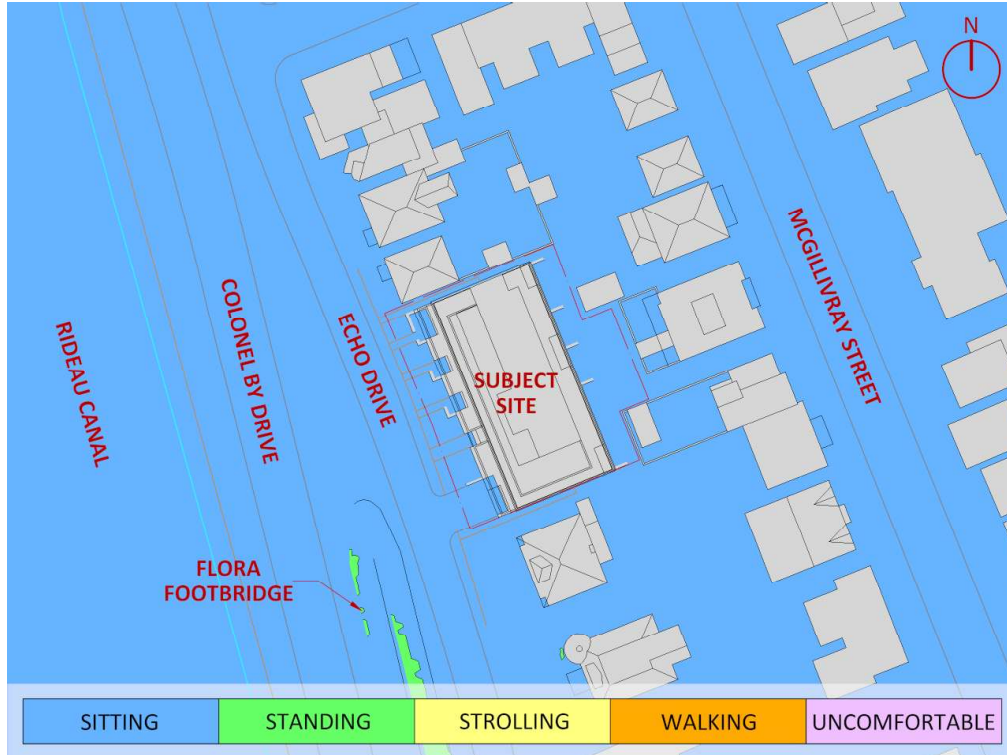 N
RIDEAU CANAL
COLONEL BY DRIVE
ECHO DRIVE
SUBJECT
SITE
MCGILLIVRAY STREET
FLORA
FOOTBRIDGE
SITTING
STANDING
STROLLING
WALKING
UNCOMFORTABLE